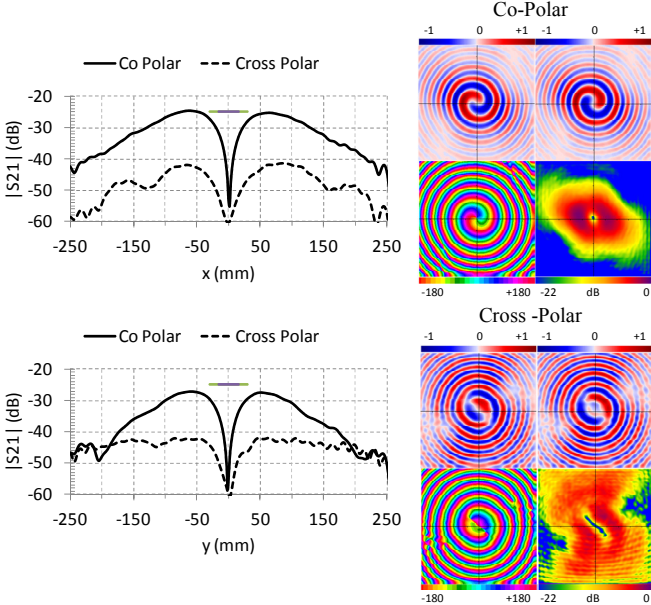 Co-Polar
-1 0 +1 -1 0 +1
Co Polar Cross Polar
-20
-30
-40
-50
-60
|S21| (dB)
-250 -150 -50 50 150 250
x (mm)
-180 +180 -22 dB 0
Cross -Polar
-1 0 +1 -1 0 +1
Co Polar Cross Polar
-20
-30
-40
-50
-60
|S21| (dB)
-250 -150 -50 50 150 250
y (mm)
-180 +180 -22 dB 0